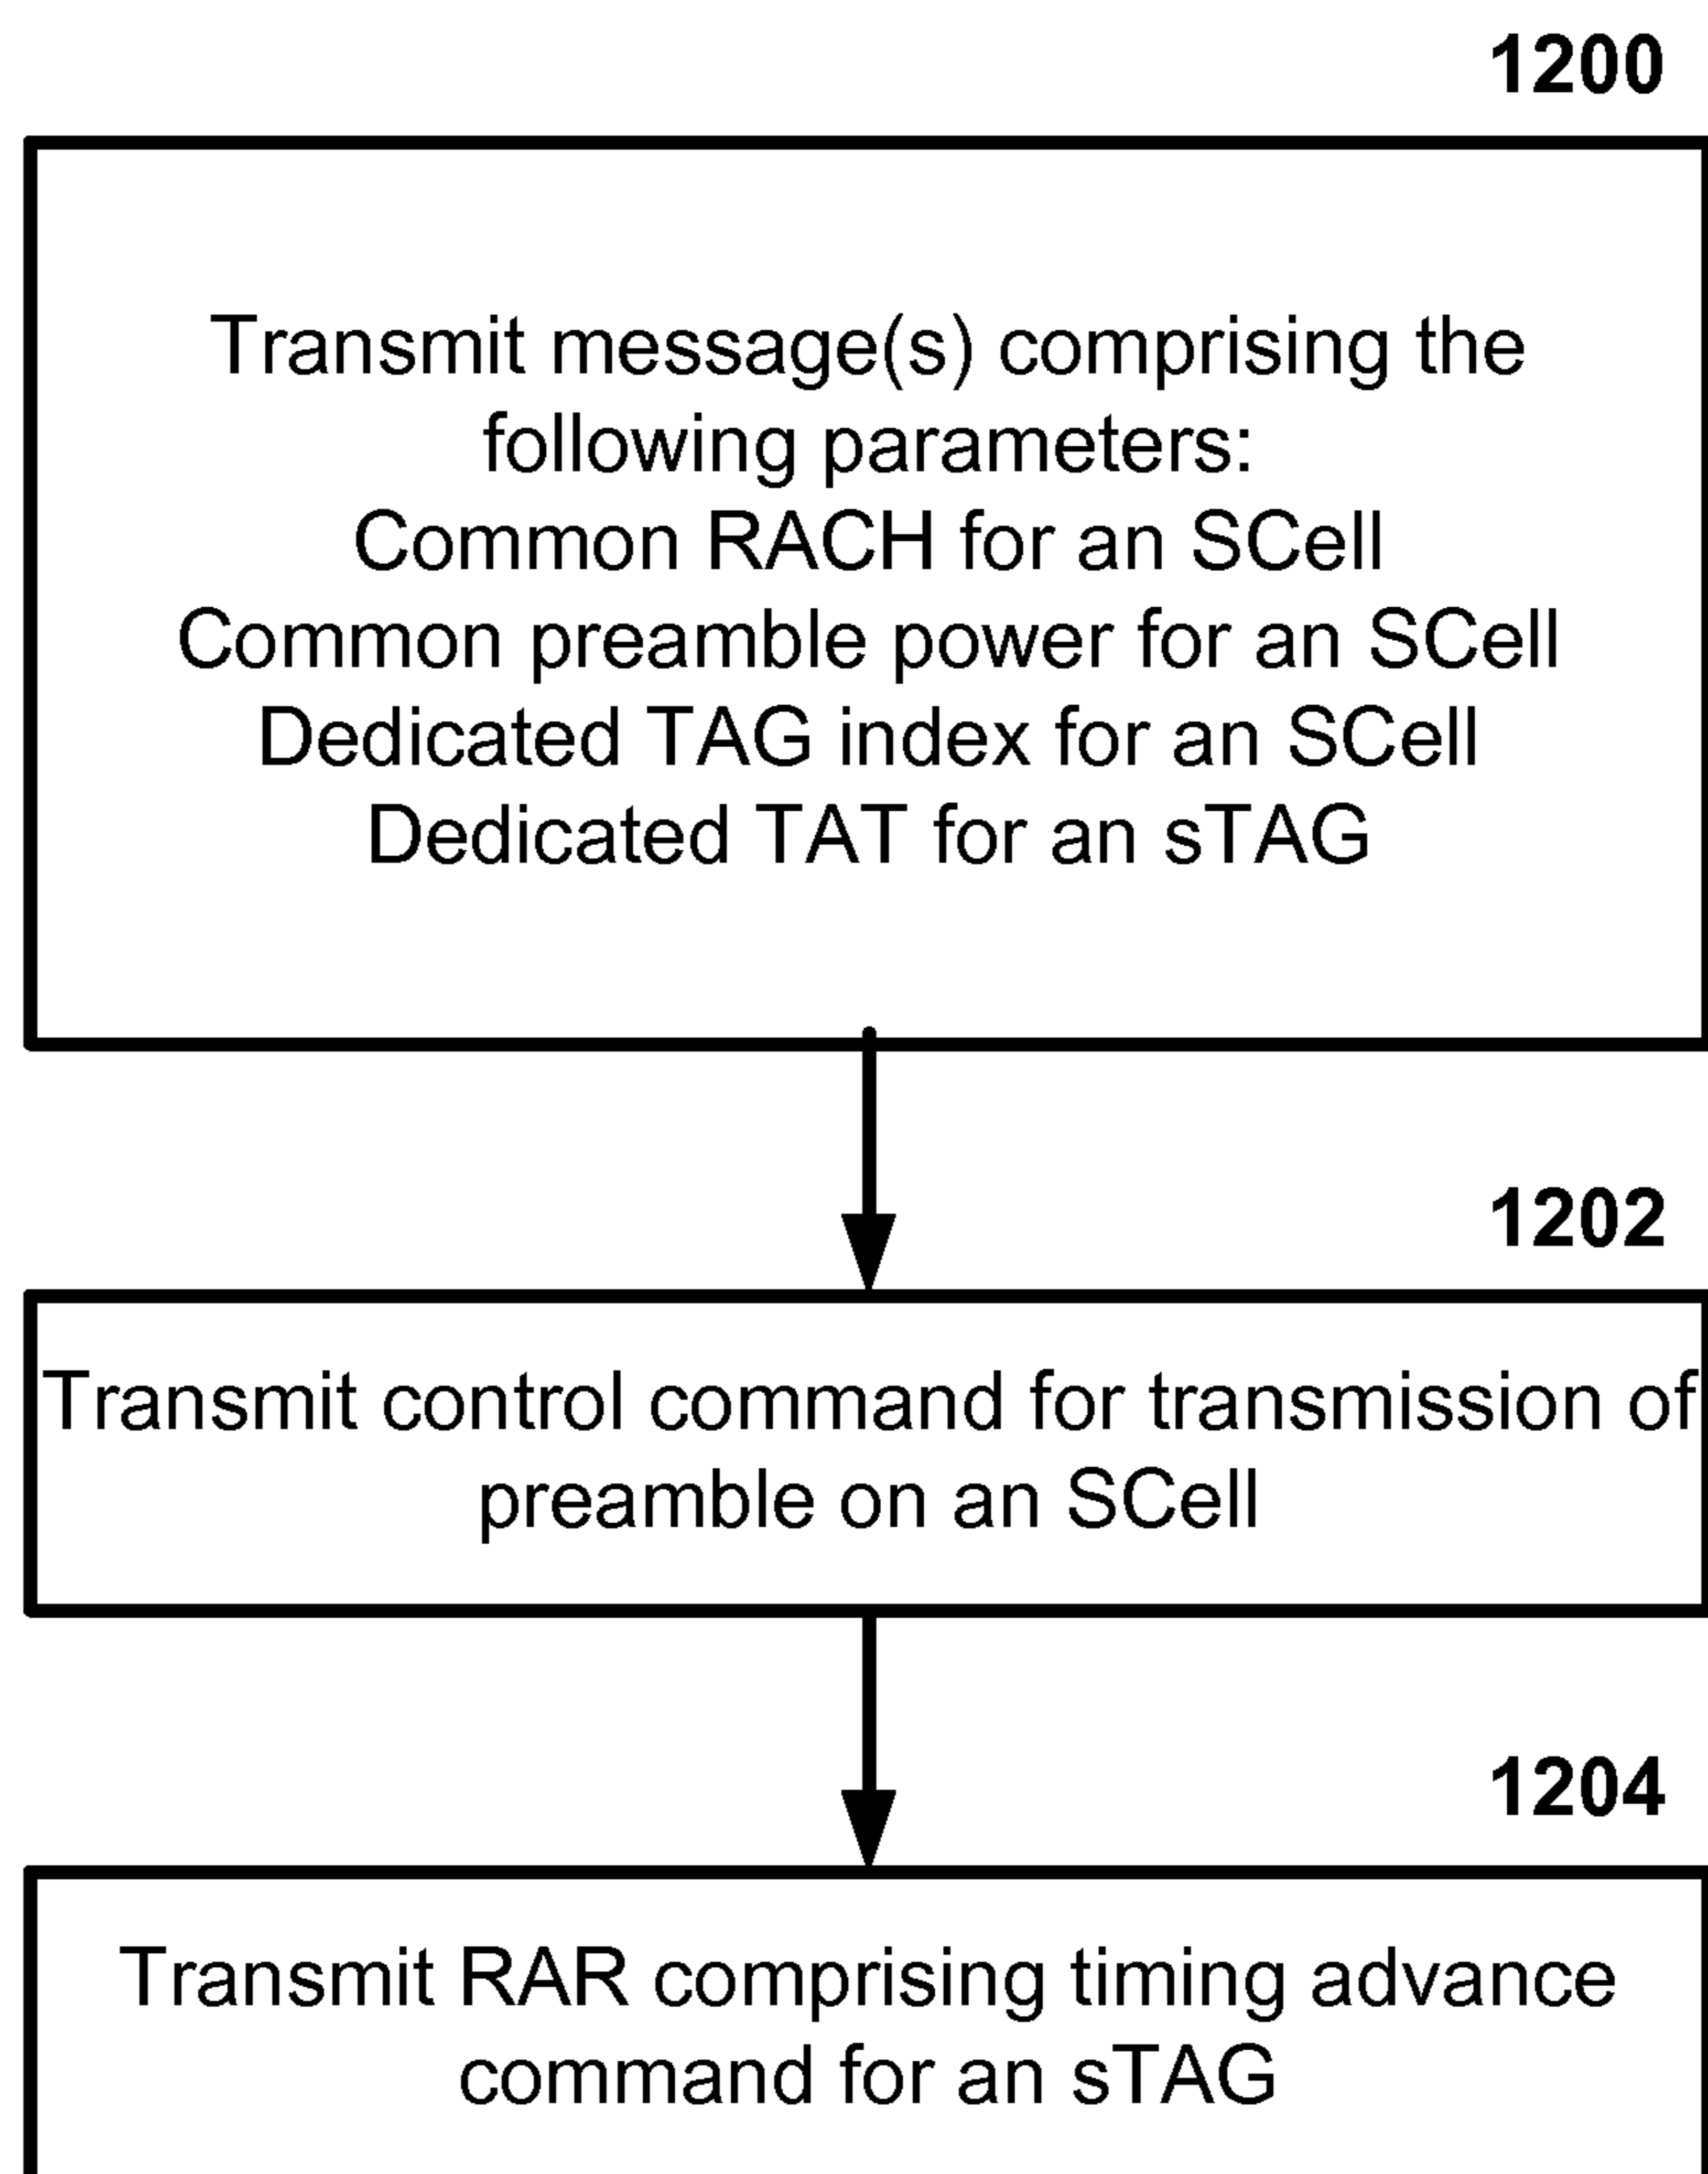 1200
Transmit message(s) comprising the
following parameters:
Common RACH for an SCell
Common preamble power for an SCell
Dedicated TAG index for an SCell
Dedicated TAT for an sTAG
1202
Transmit control command for transmission of
preamble on an SCell
1204
Transmit RAR comprising timing advance
command for an sTAG